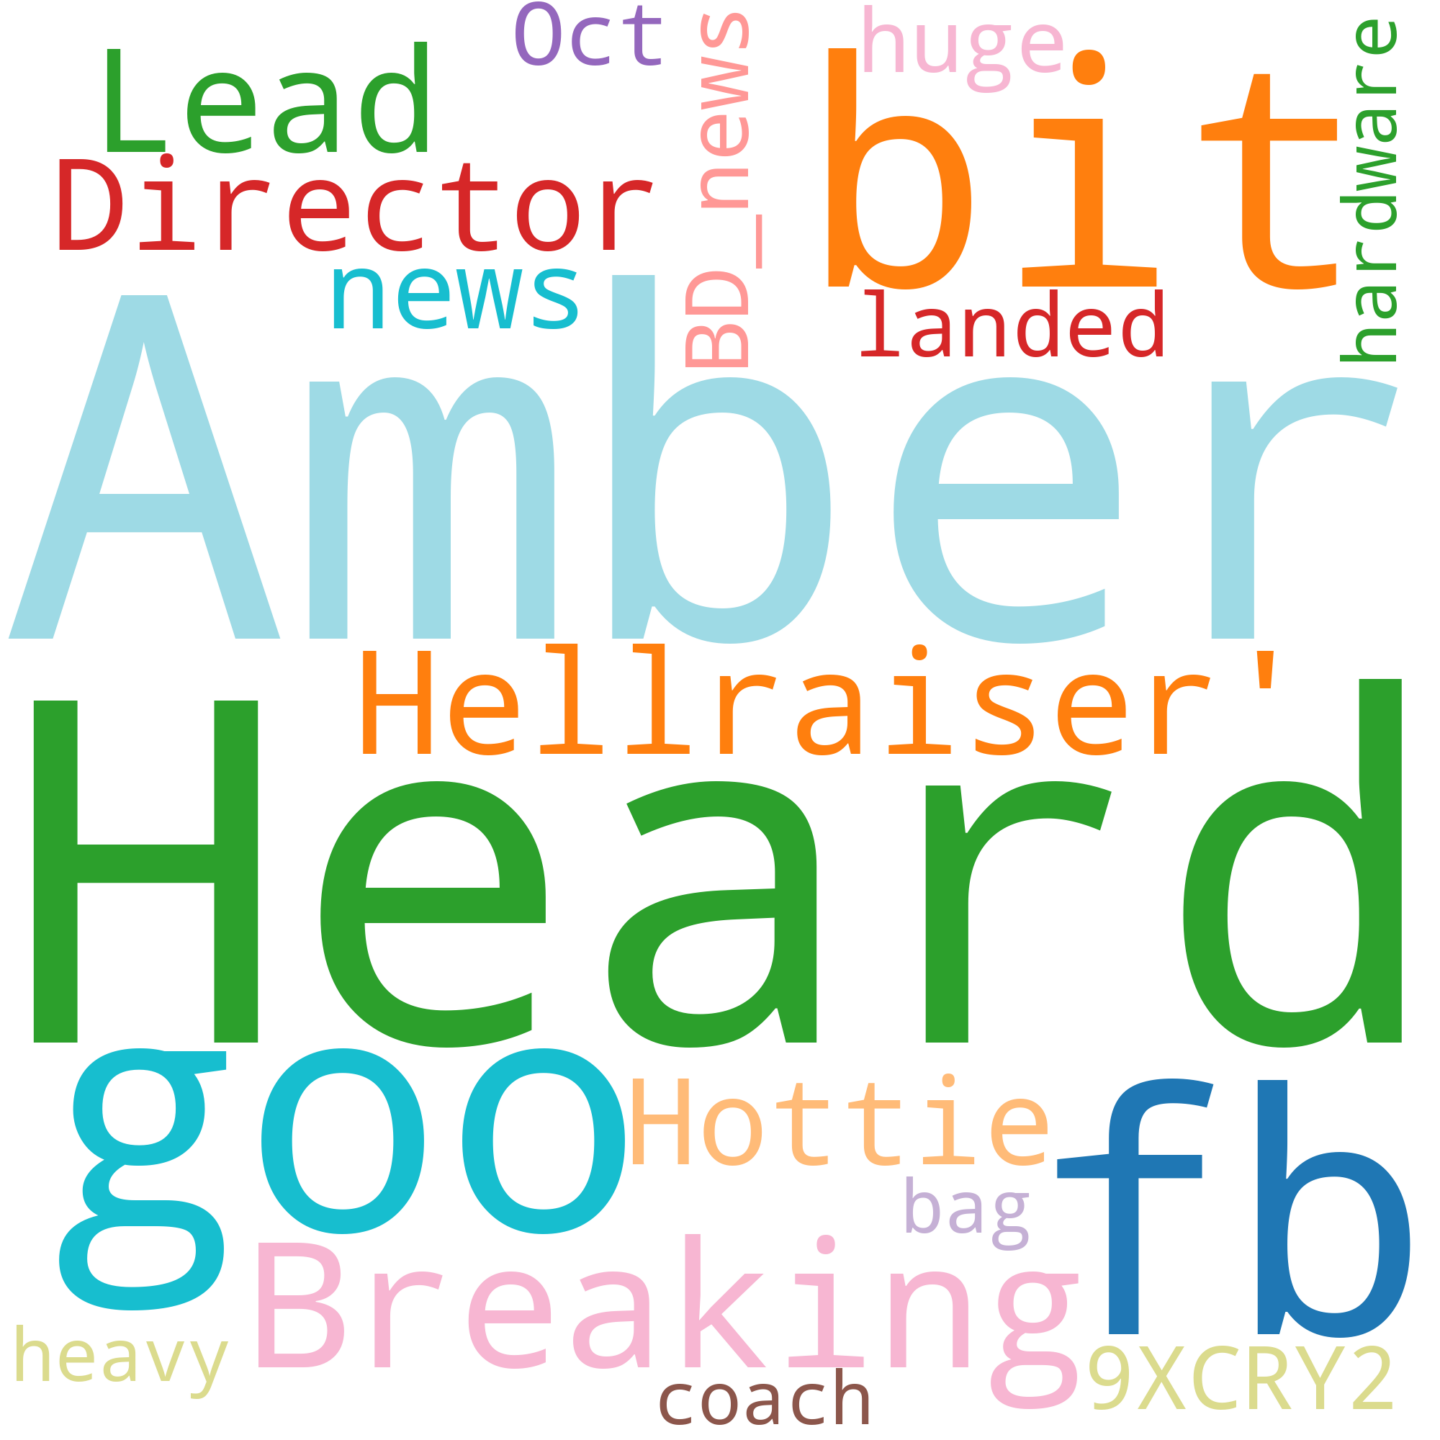 Oct
huge
Lead
BD_news
bit
hardware
Director
news
landed
Amber
Hellraiser'
Heard
goo
Hottie
fb
bag
Breaking
heavy
9XCRY2
coach